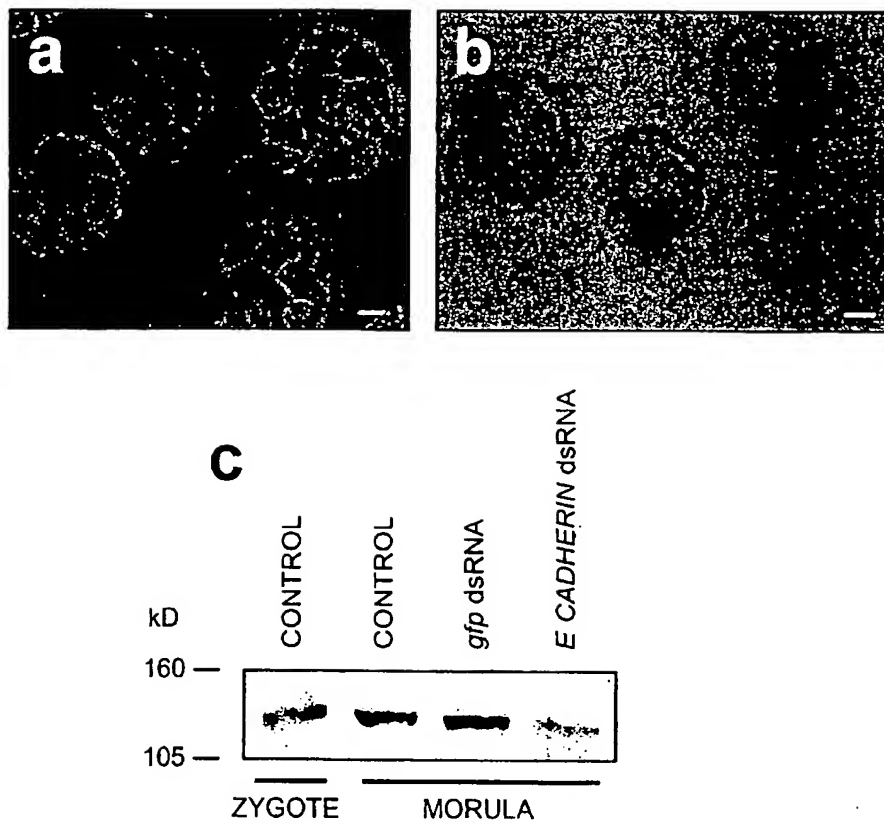 a
b
c
kD
CONTROL
CONTROL
gfp dsRNA
E CADHERIN dsRNA
160
105
ZYGOTE
MORULA